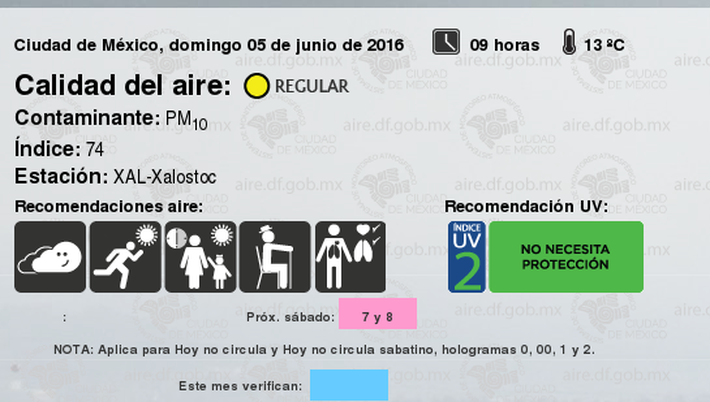 Ciudad de México, domingo 05 de junio de 2016 09 horas 13 ºC
Calidad del aire: REGULAR
Contaminante: PM10
Índice: 74
Estación: XAL-Xalostoc
Recomendaciones aire: Recomendación UV:
ÍNDICE
UV
2
NO NECESITA
PROTECCIÓN
: Próx. sábado: 7 y 8
NOTA: Aplica para Hoy no circula y Hoy no circula sabatino, hologramas 0, 00, 1 y 2.
Este mes verifican:
aire.df.gob.mx
CIUDAD
DE MÉXICO